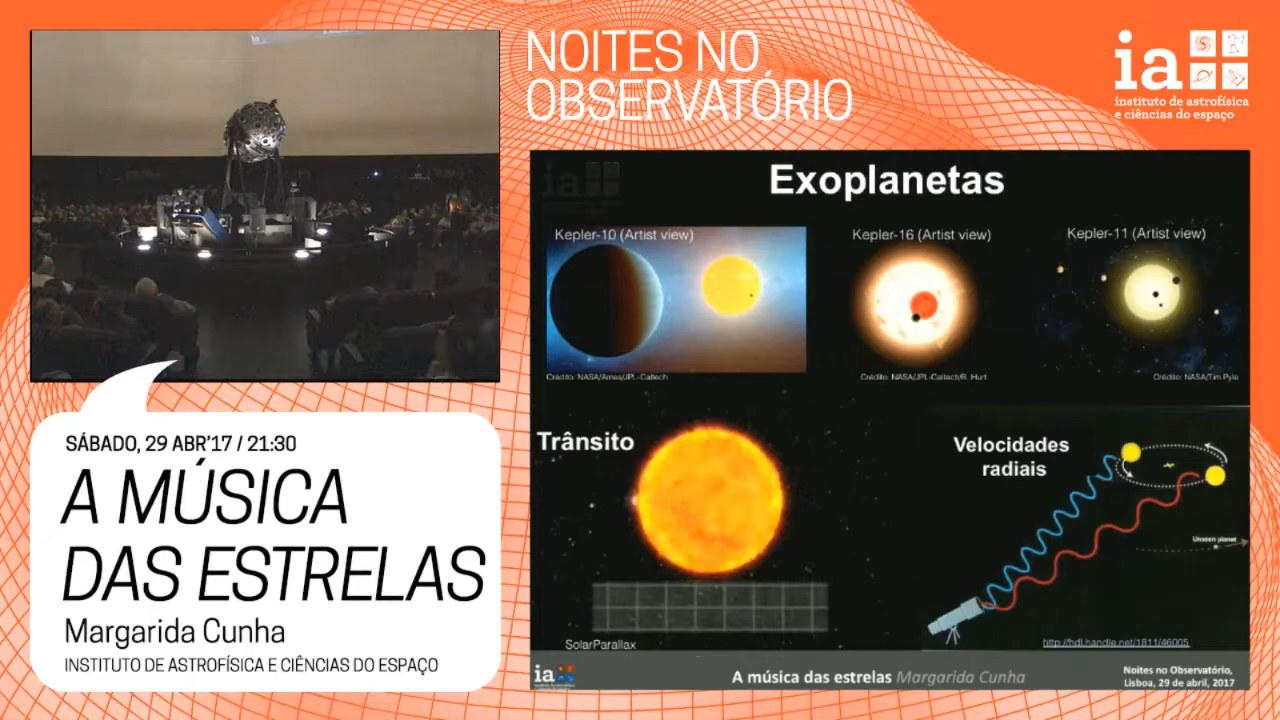 NOITES NO
OBSERVATÓRIO
ia
instituto de astrofísica
e ciências do espaço
SÁBADO, 29 ABR'17 / 21:30
A MÚSICA
DAS ESTRELAS
Margarida Cunha
INSTITUTO DE ASTROFÍSICA E CIÊNCIAS DO ESPAÇO
ia
Exoplanetas
Kepler-10 (Artist view)
Kepler-16 (Artist view)
Kepler-11 (Artist view)
Crédito: NASA/Ames/JPL-Caltech
Crédito: NASA/JPL-Caltech/R. Hurt
Crédito: NASA/Tim Pyle
Trânsito
Velocidades
radiais
Unseen planet
SolarParallax
http://hdl.handle.net/1811/46005
ia
A música das estrelas Margarida Cunha
Noites no Observatório,
Lisboa, 29 de abril, 2017